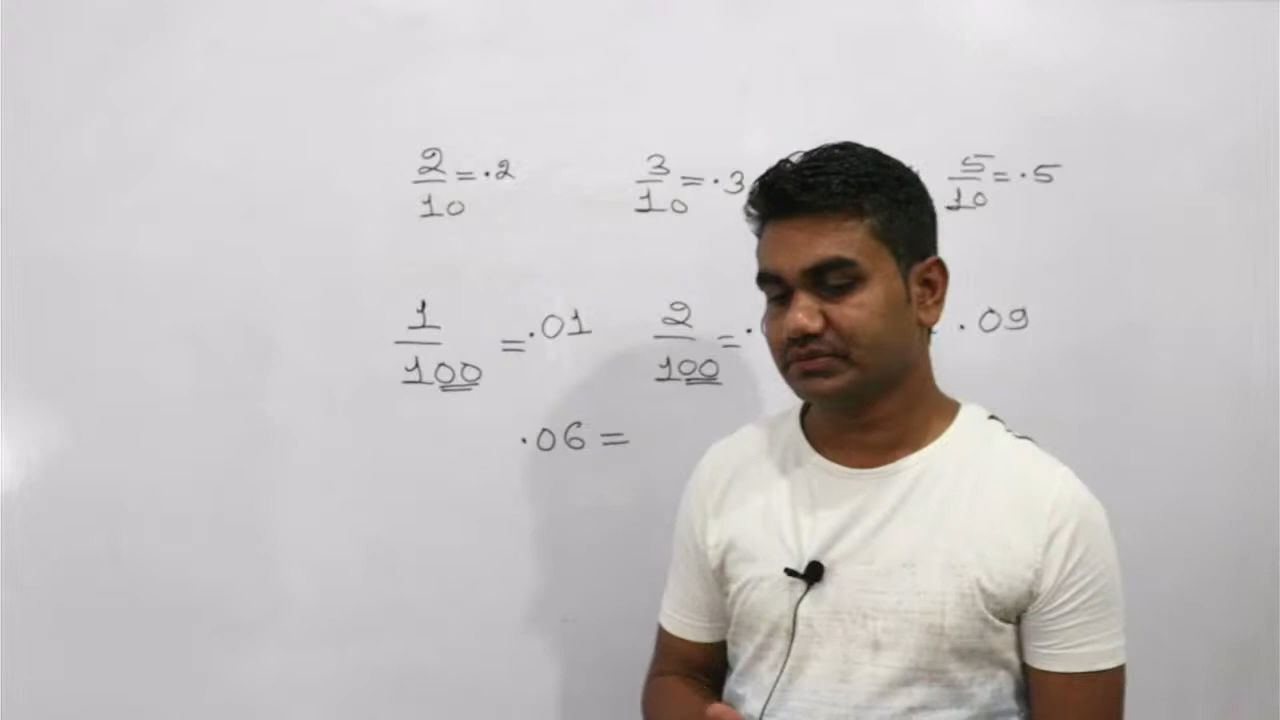 2/10 = .2   3/10 = .3   5/10 = .5
1/100 = .01   2/100 = .   .09
.06 =